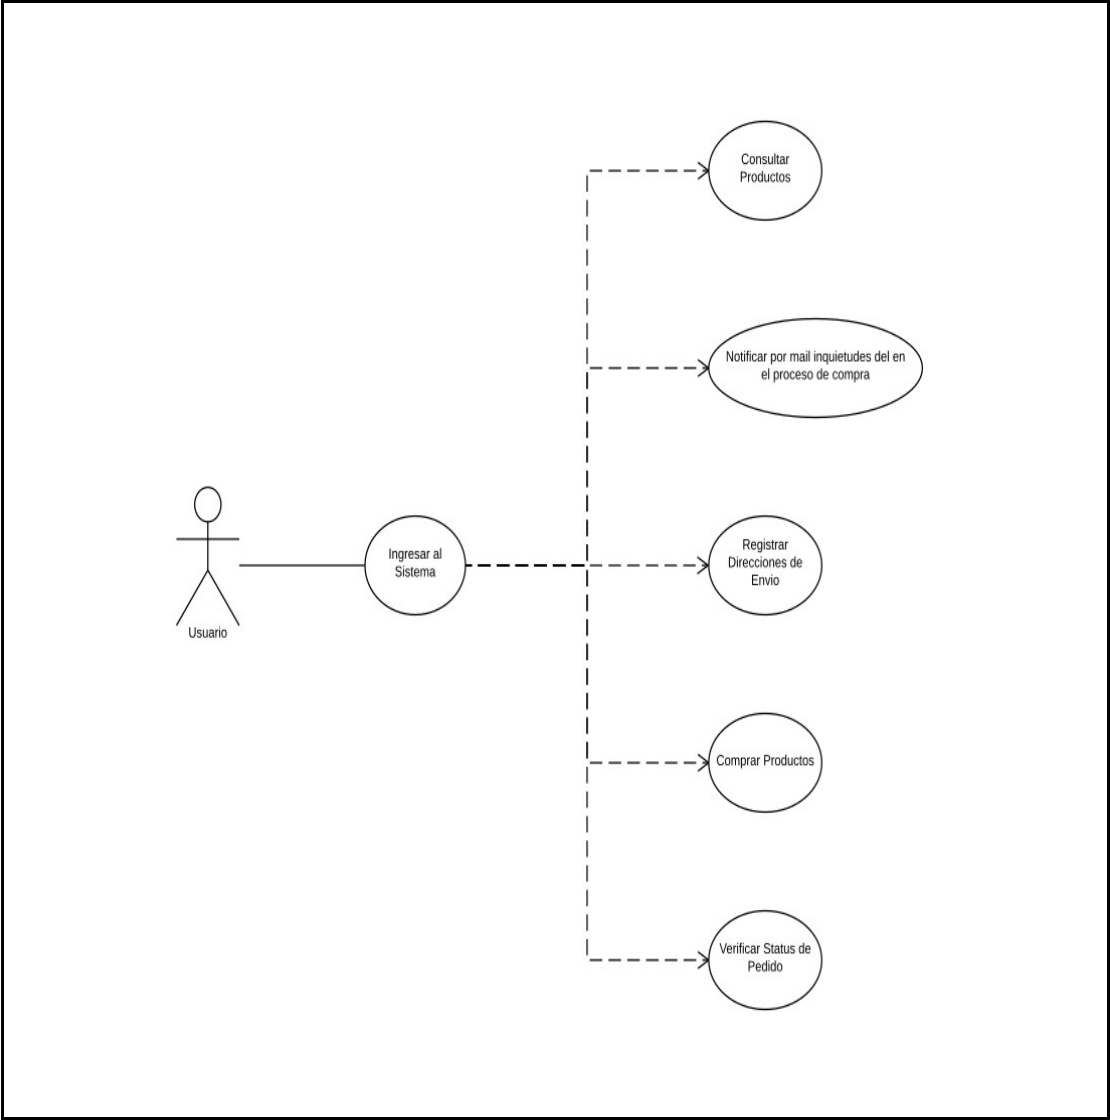 Consultar
Productos
Notificar por mail inquietudes del en
el proceso de compra
Ingresar al
Sistema
Registrar
Direcciones de
Envio
Usuario
Comprar Productos
Verificar Status de
Pedido